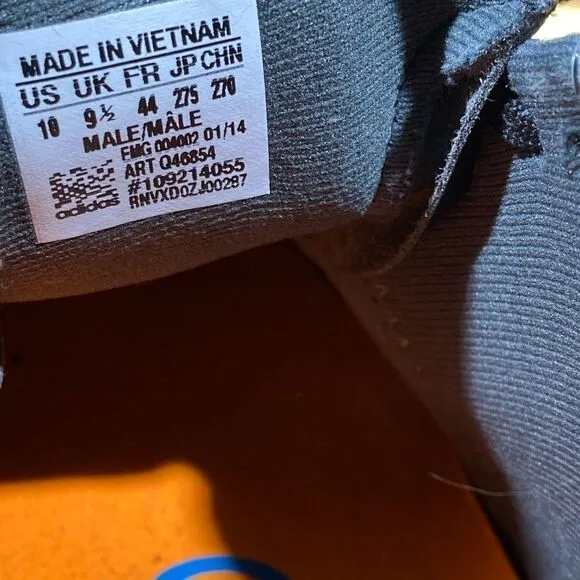 MADE IN VIETNAM
US UK FR JP CHN
10 9½ 44 275 270
MALE/MÂLE
EMG 004002 01/14
ART Q46854
#109214055
RNVXD0ZJ00287
adidas